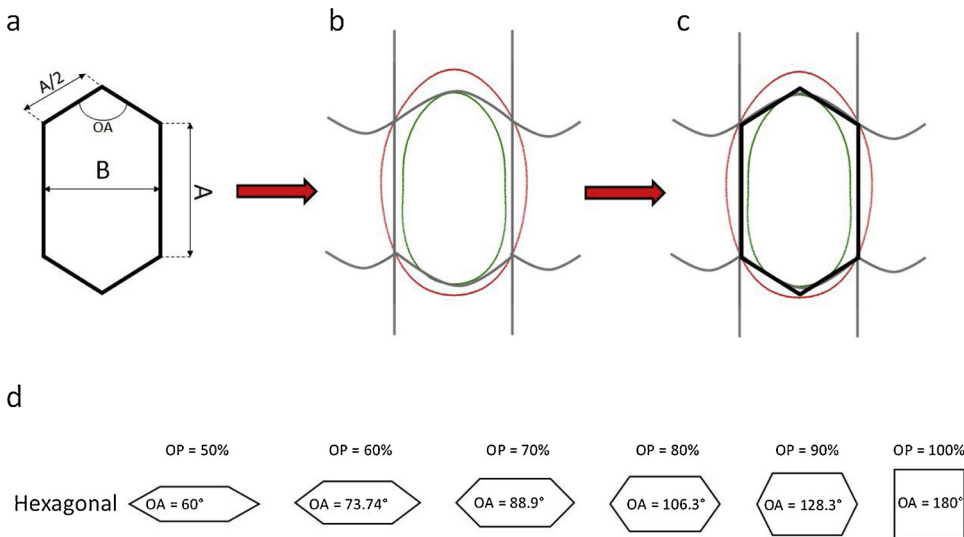 a
b
c
A/2
OA
B
A
d
OP = 50%
OP = 60%
OP = 70%
OP = 80%
OP = 90%
OP = 100%
Hexagonal
OA = 60°
OA = 73.74°
OA = 88.9°
OA = 106.3°
OA = 128.3°
OA = 180°